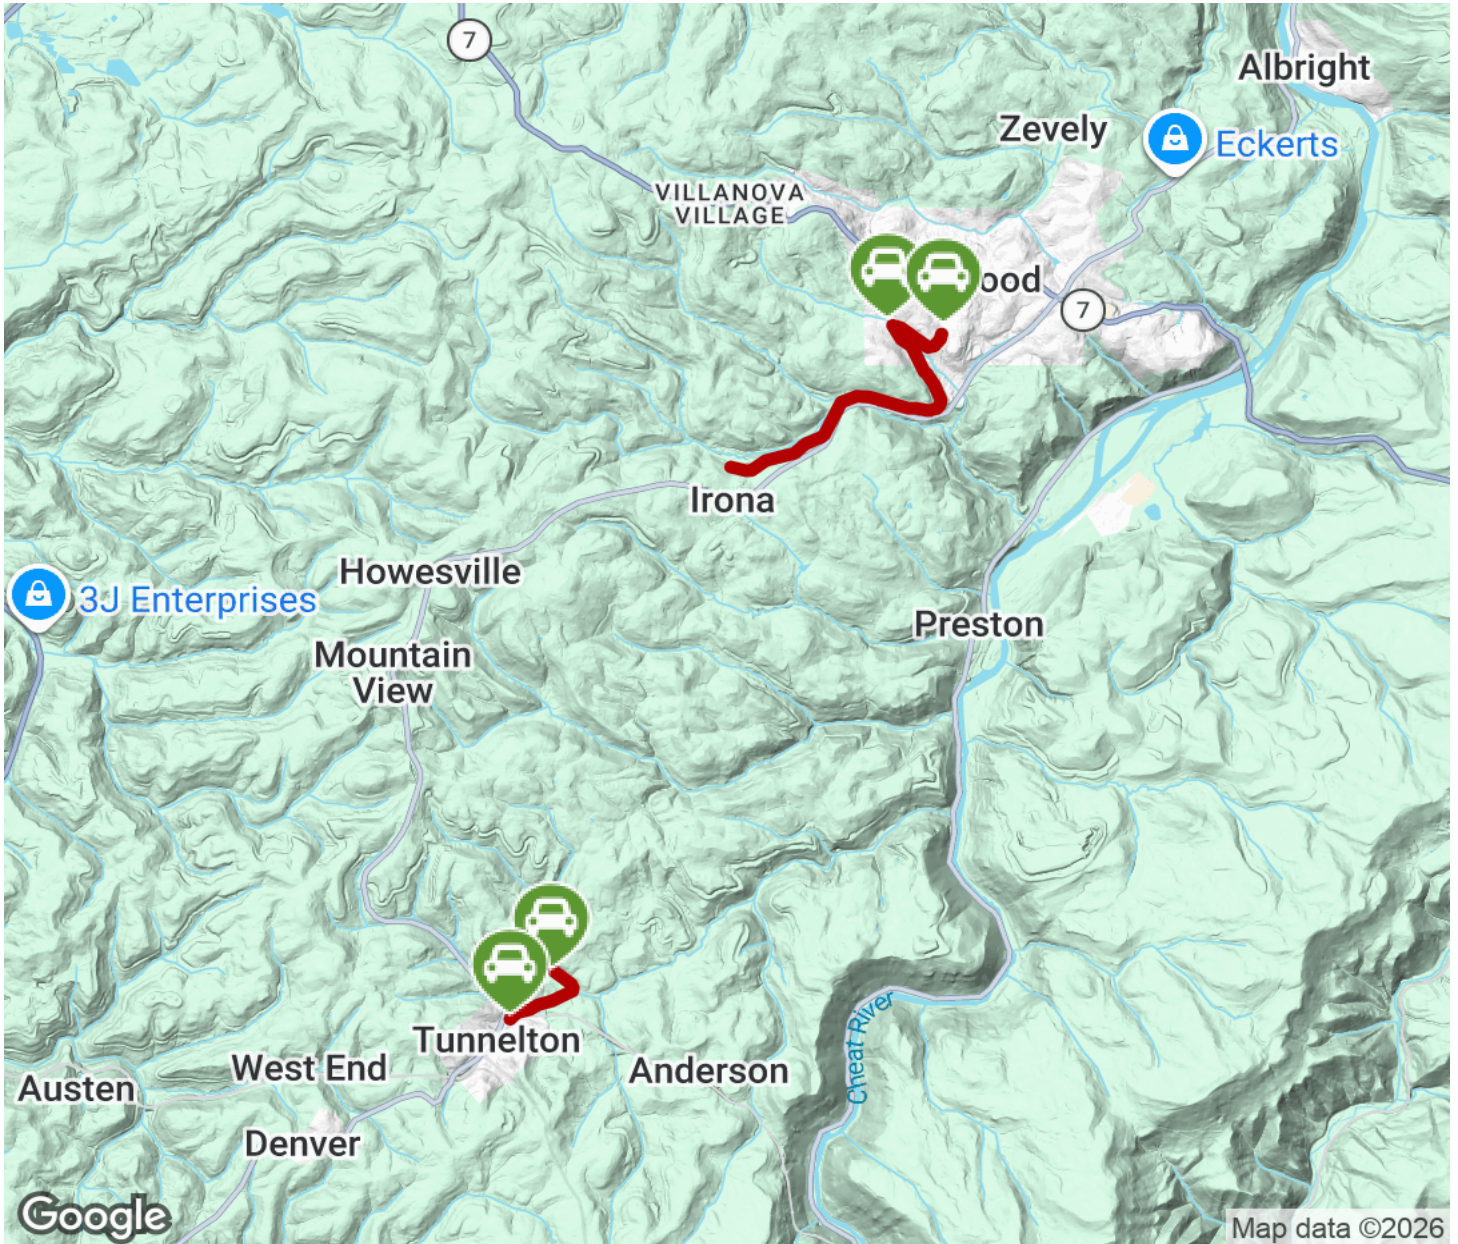 7
Albright
Zevely
Eckerts
VILLANOVA
VILLAGE
ood
7
Irona
Howesville
3J Enterprises
Preston
Mountain
View
Cheat River
Tunnelton
West End
Anderson
Austen
Denver
Google
Map data ©2026